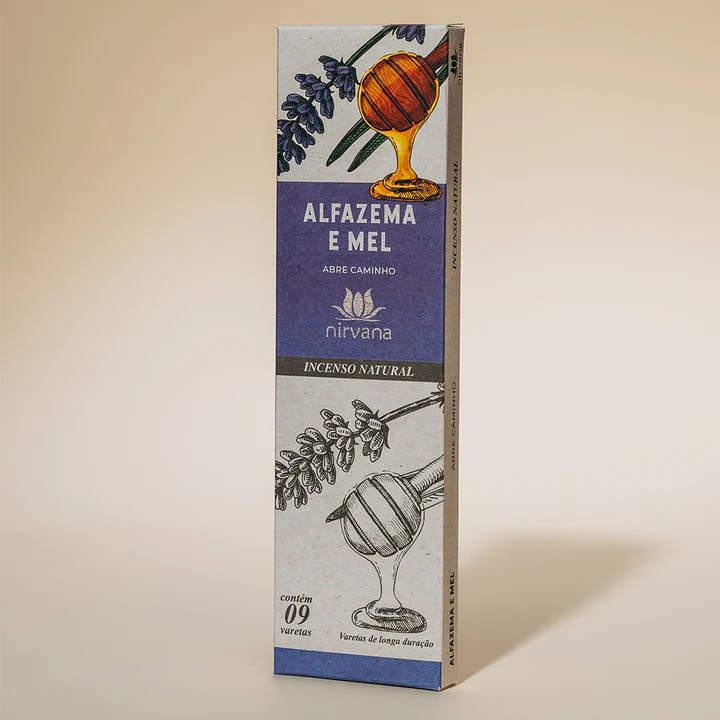 ALFAZEMA
E MEL
ABRE CAMINHO
nirvana
INCENSO NATURAL
contém
09
varetas
Varetas de longa duração
nirvana
INCENSO NATURAL
ABRE CAMINHO
ALFAZEMA E MEL